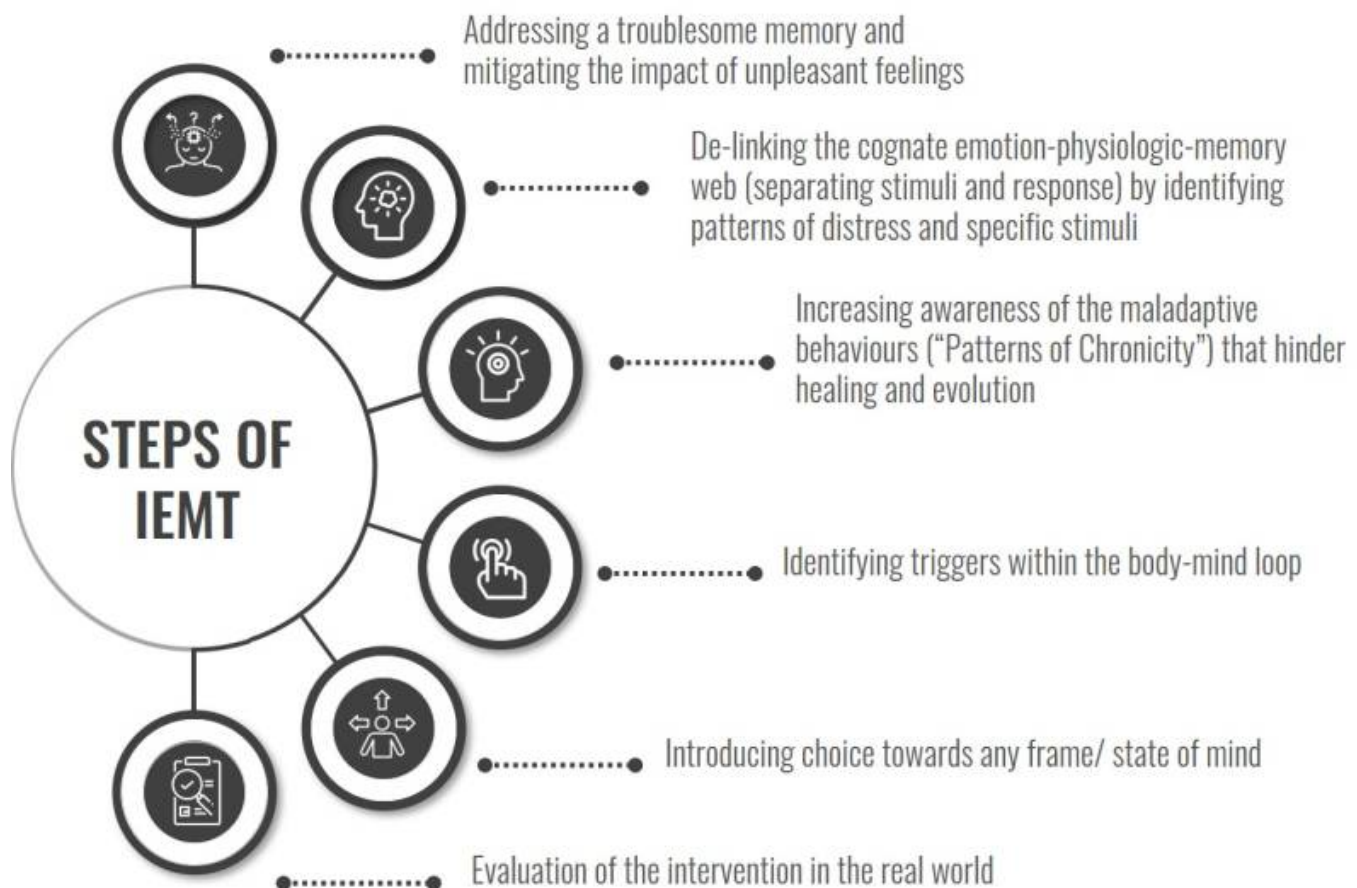 Addressing a troublesome memory and
mitigating the impact of unpleasant feelings
De-linking the cognate emotion-physiologic-memory
web (separating stimuli and response) by identifying
patterns of distress and specific stimuli
Increasing awareness of the maladaptive
behaviours (“Patterns of Chronicity”) that hinder
healing and evolution
STEPS OF
IEMT
Identifying triggers within the body-mind loop
Introducing choice towards any frame/ state of mind
Evaluation of the intervention in the real world